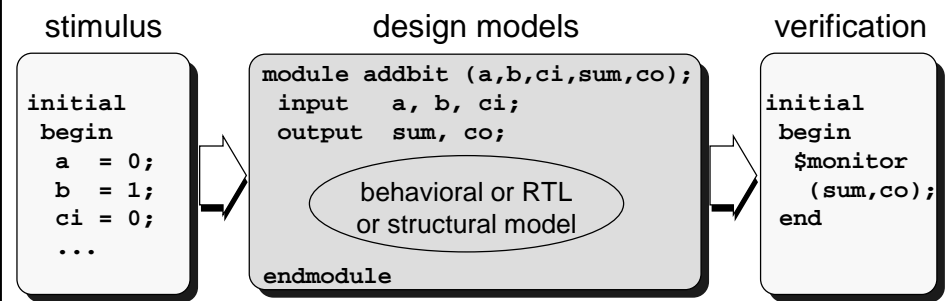 stimulus
initial
begin
a = 0;
b = 1;
ci = 0;
...
design models
module addbit (a,b,ci,sum,co);
input a, b, ci;
output sum, co;
behavioral or RTL
or structural model
endmodule
verification
initial
begin
$monitor
(sum,co);
end